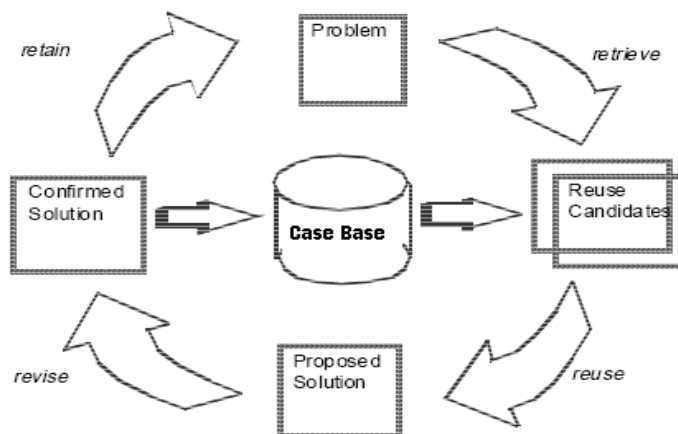 Problem
retain
retrieve
Confirmed
Solution
Case Base
Reuse
Candidates
Proposed
Solution
revise
reuse